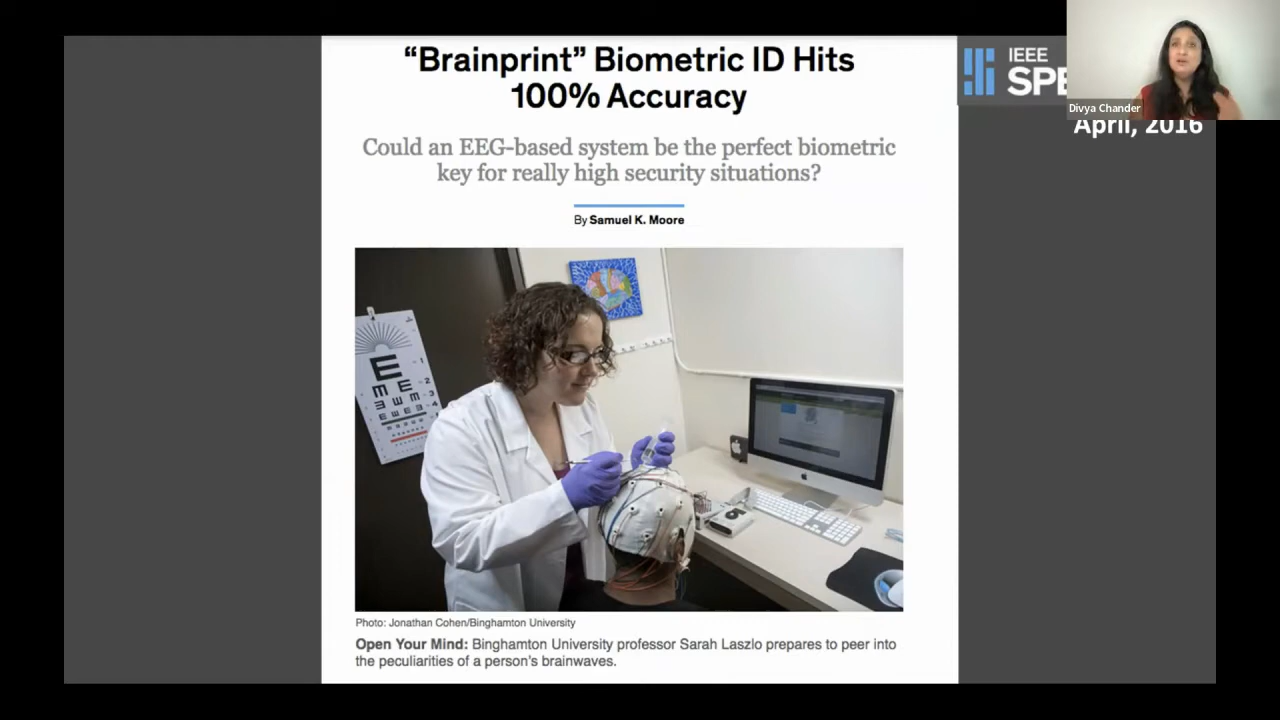 “Brainprint” Biometric ID Hits
100% Accuracy
IEEE
SPE
Divya Chander
April, 2016
Could an EEG-based system be the perfect biometric
key for really high security situations?
By Samuel K. Moore
E
M E
Photo: Jonathan Cohen/Binghamton University
Open Your Mind: Binghamton University professor Sarah Laszlo prepares to peer into
the peculiarities of a person’s brainwaves.